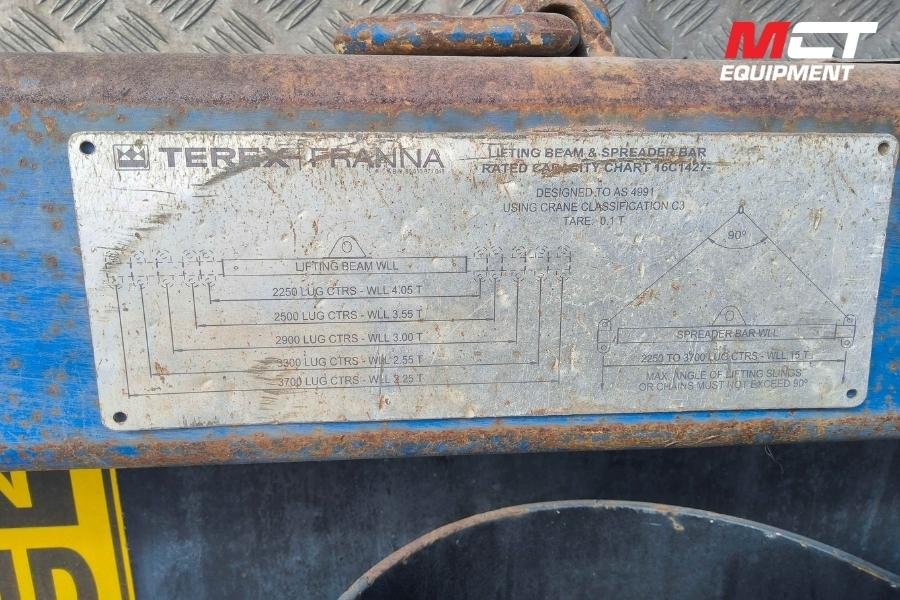 MCT
EQUIPMENT
TEREX FRANNA
LIFTING BEAM & SPREADER BAR
RATED CAPACITY CHART 16C1427-
DESIGNED TO AS 4991
USING CRANE CLASSIFICATION C3
TARE: 0.1 T
90°
LIFTING BEAM WLL
2250 LUG CTRS - WLL 4.05 T
2500 LUG CTRS - WLL 3.55 T
2900 LUG CTRS - WLL 3.00 T
3300 LUG CTRS - WLL 2.55 T
3700 LUG CTRS - WLL 2.25 T
SPREADER BAR WLL
2250 TO 3700 LUG CTRS - WLL 15 T
MAX. ANGLE OF LIFTING SLINGS
OR CHAINS MUST NOT EXCEED 90°